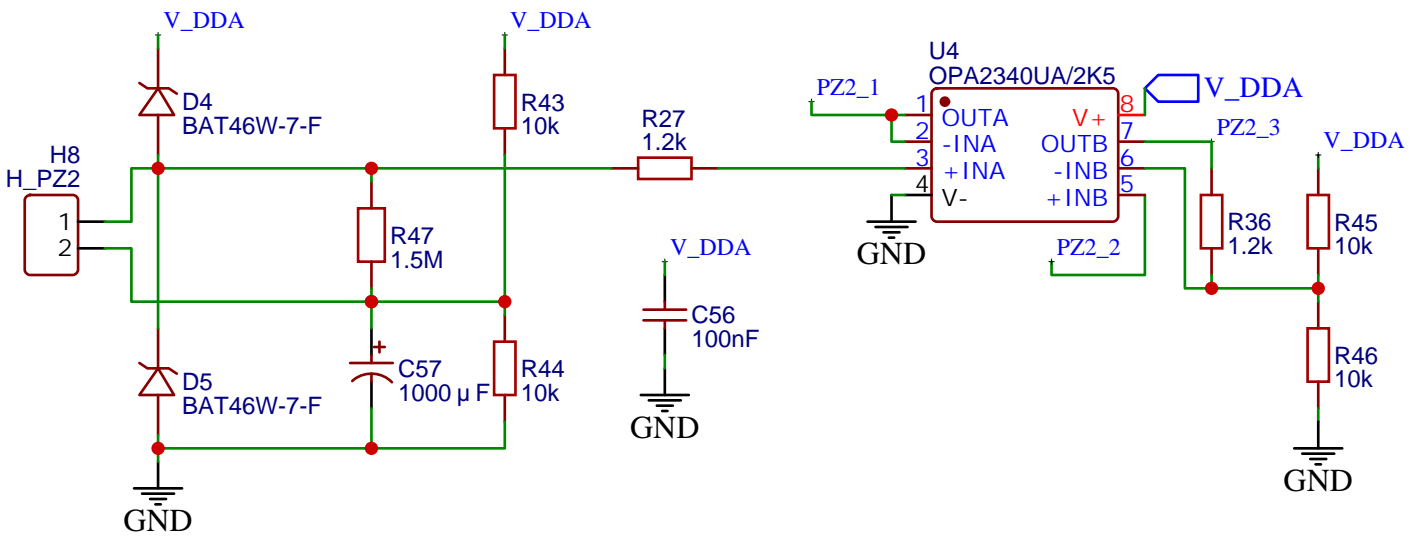 V_DDA
D4
BAT46W-7-F
H8
H_PZ2
1
2
D5
BAT46W-7-F
GND
V_DDA
R43
10k
R47
1.5M
C57
1000 µ F
R44
10k
R27
1.2k
V_DDA
C56
100nF
GND
PZ2_1
U4
OPA2340UA/2K5
1
OUTA
2
-INA
3
+INA
4
V-
8
V+
7
OUTB
6
-INB
5
+INB
GND
V_DDA
PZ2_3
PZ2_2
R36
1.2k
V_DDA
R45
10k
R46
10k
GND